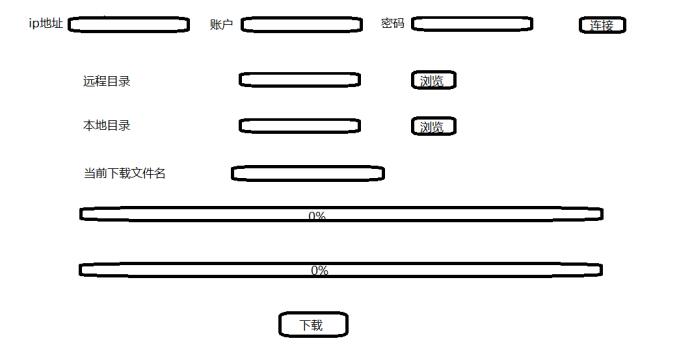 ip地址 账户 密码 连接
远程目录 浏览
本地目录 浏览
当前下载文件名
0%
0%
下载